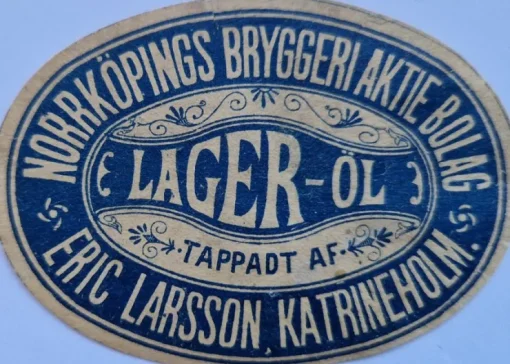 NORRKÖPINGS BRYGGERI AKTIE BOLAG
LAGER-ÖL
·TAPPADT AF·
ERIC LARSSON, KATRINEHOLM.